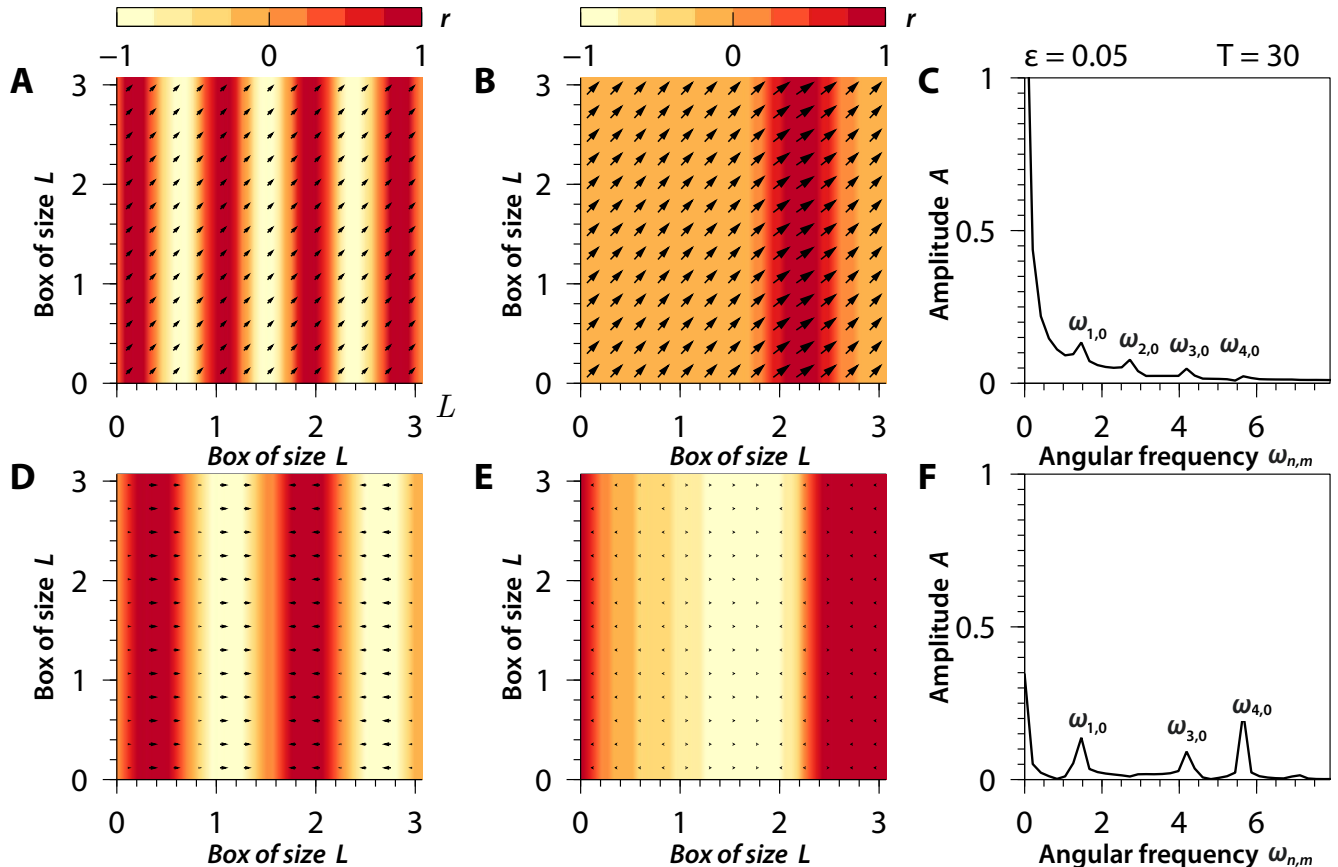 r
r
−1 0 1
−1 0 1
ε = 0.05 T = 30
A
3
2
1
0
Box of size L
0 1 2 3
L
Box of size L
B
3
2
1
0
Box of size L
0 1 2 3
Box of size L
C
1
0.5
0
Amplitude A
ω1,0
ω2,0
ω3,0
ω4,0
0 2 4 6
Angular frequency ωn,m
D
3
2
1
0
Box of size L
0 1 2 3
Box of size L
E
3
2
1
0
Box of size L
0 1 2 3
Box of size L
F
1
0.5
0
Amplitude A
ω1,0
ω3,0
ω4,0
0 2 4 6
Angular frequency ωn,m